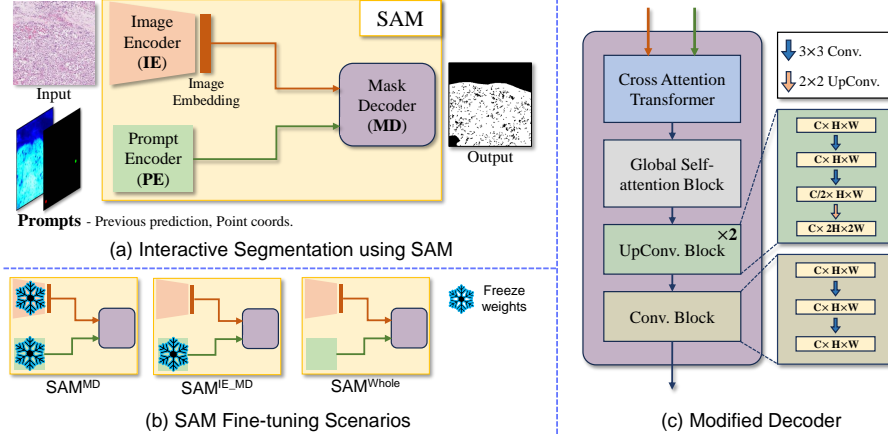 SAM
Image
Encoder
(IE)
Image
Embedding
Input
Mask
Decoder
(MD)
Prompt
Encoder
(PE)
Output
Prompts - Previous prediction, Point coords.
(a) Interactive Segmentation using SAM
Freeze
weights
SAM^MD
SAM^IE_MD
SAM^Whole
(b) SAM Fine-tuning Scenarios
3×3 Conv.
2×2 UpConv.
Cross Attention
Transformer
Global Self-
attention Block
×2
UpConv. Block
Conv. Block
C× H×W
C× H×W
C/2× H×W
C× 2H×2W
C× H×W
C× H×W
C× H×W
(c) Modified Decoder